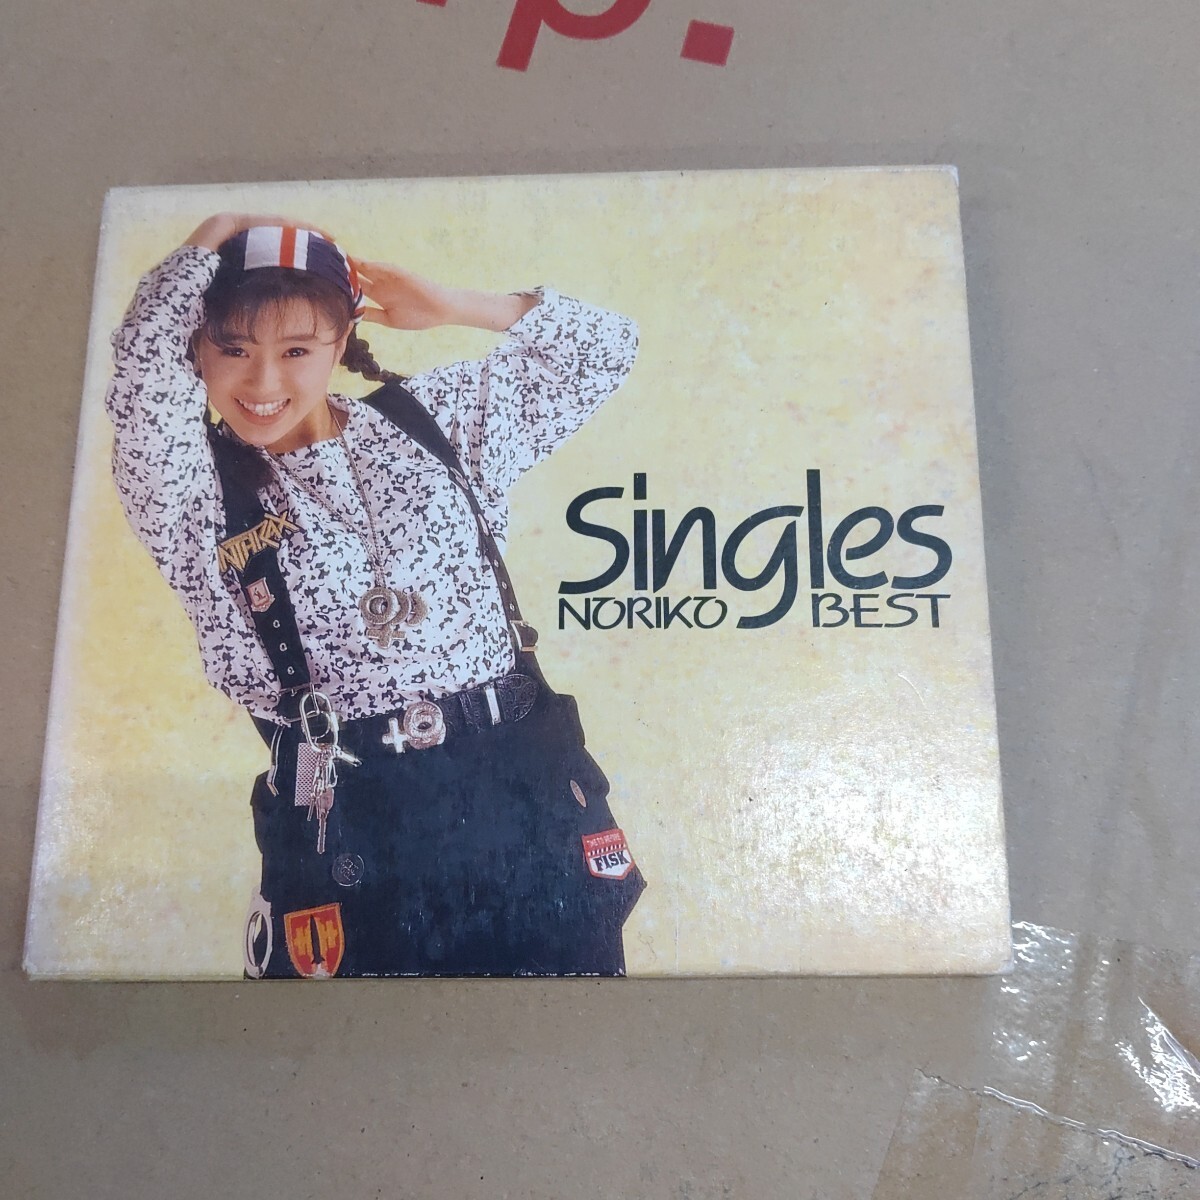 p.
Singles
NORIKO BEST
ANTHRAX
FISK